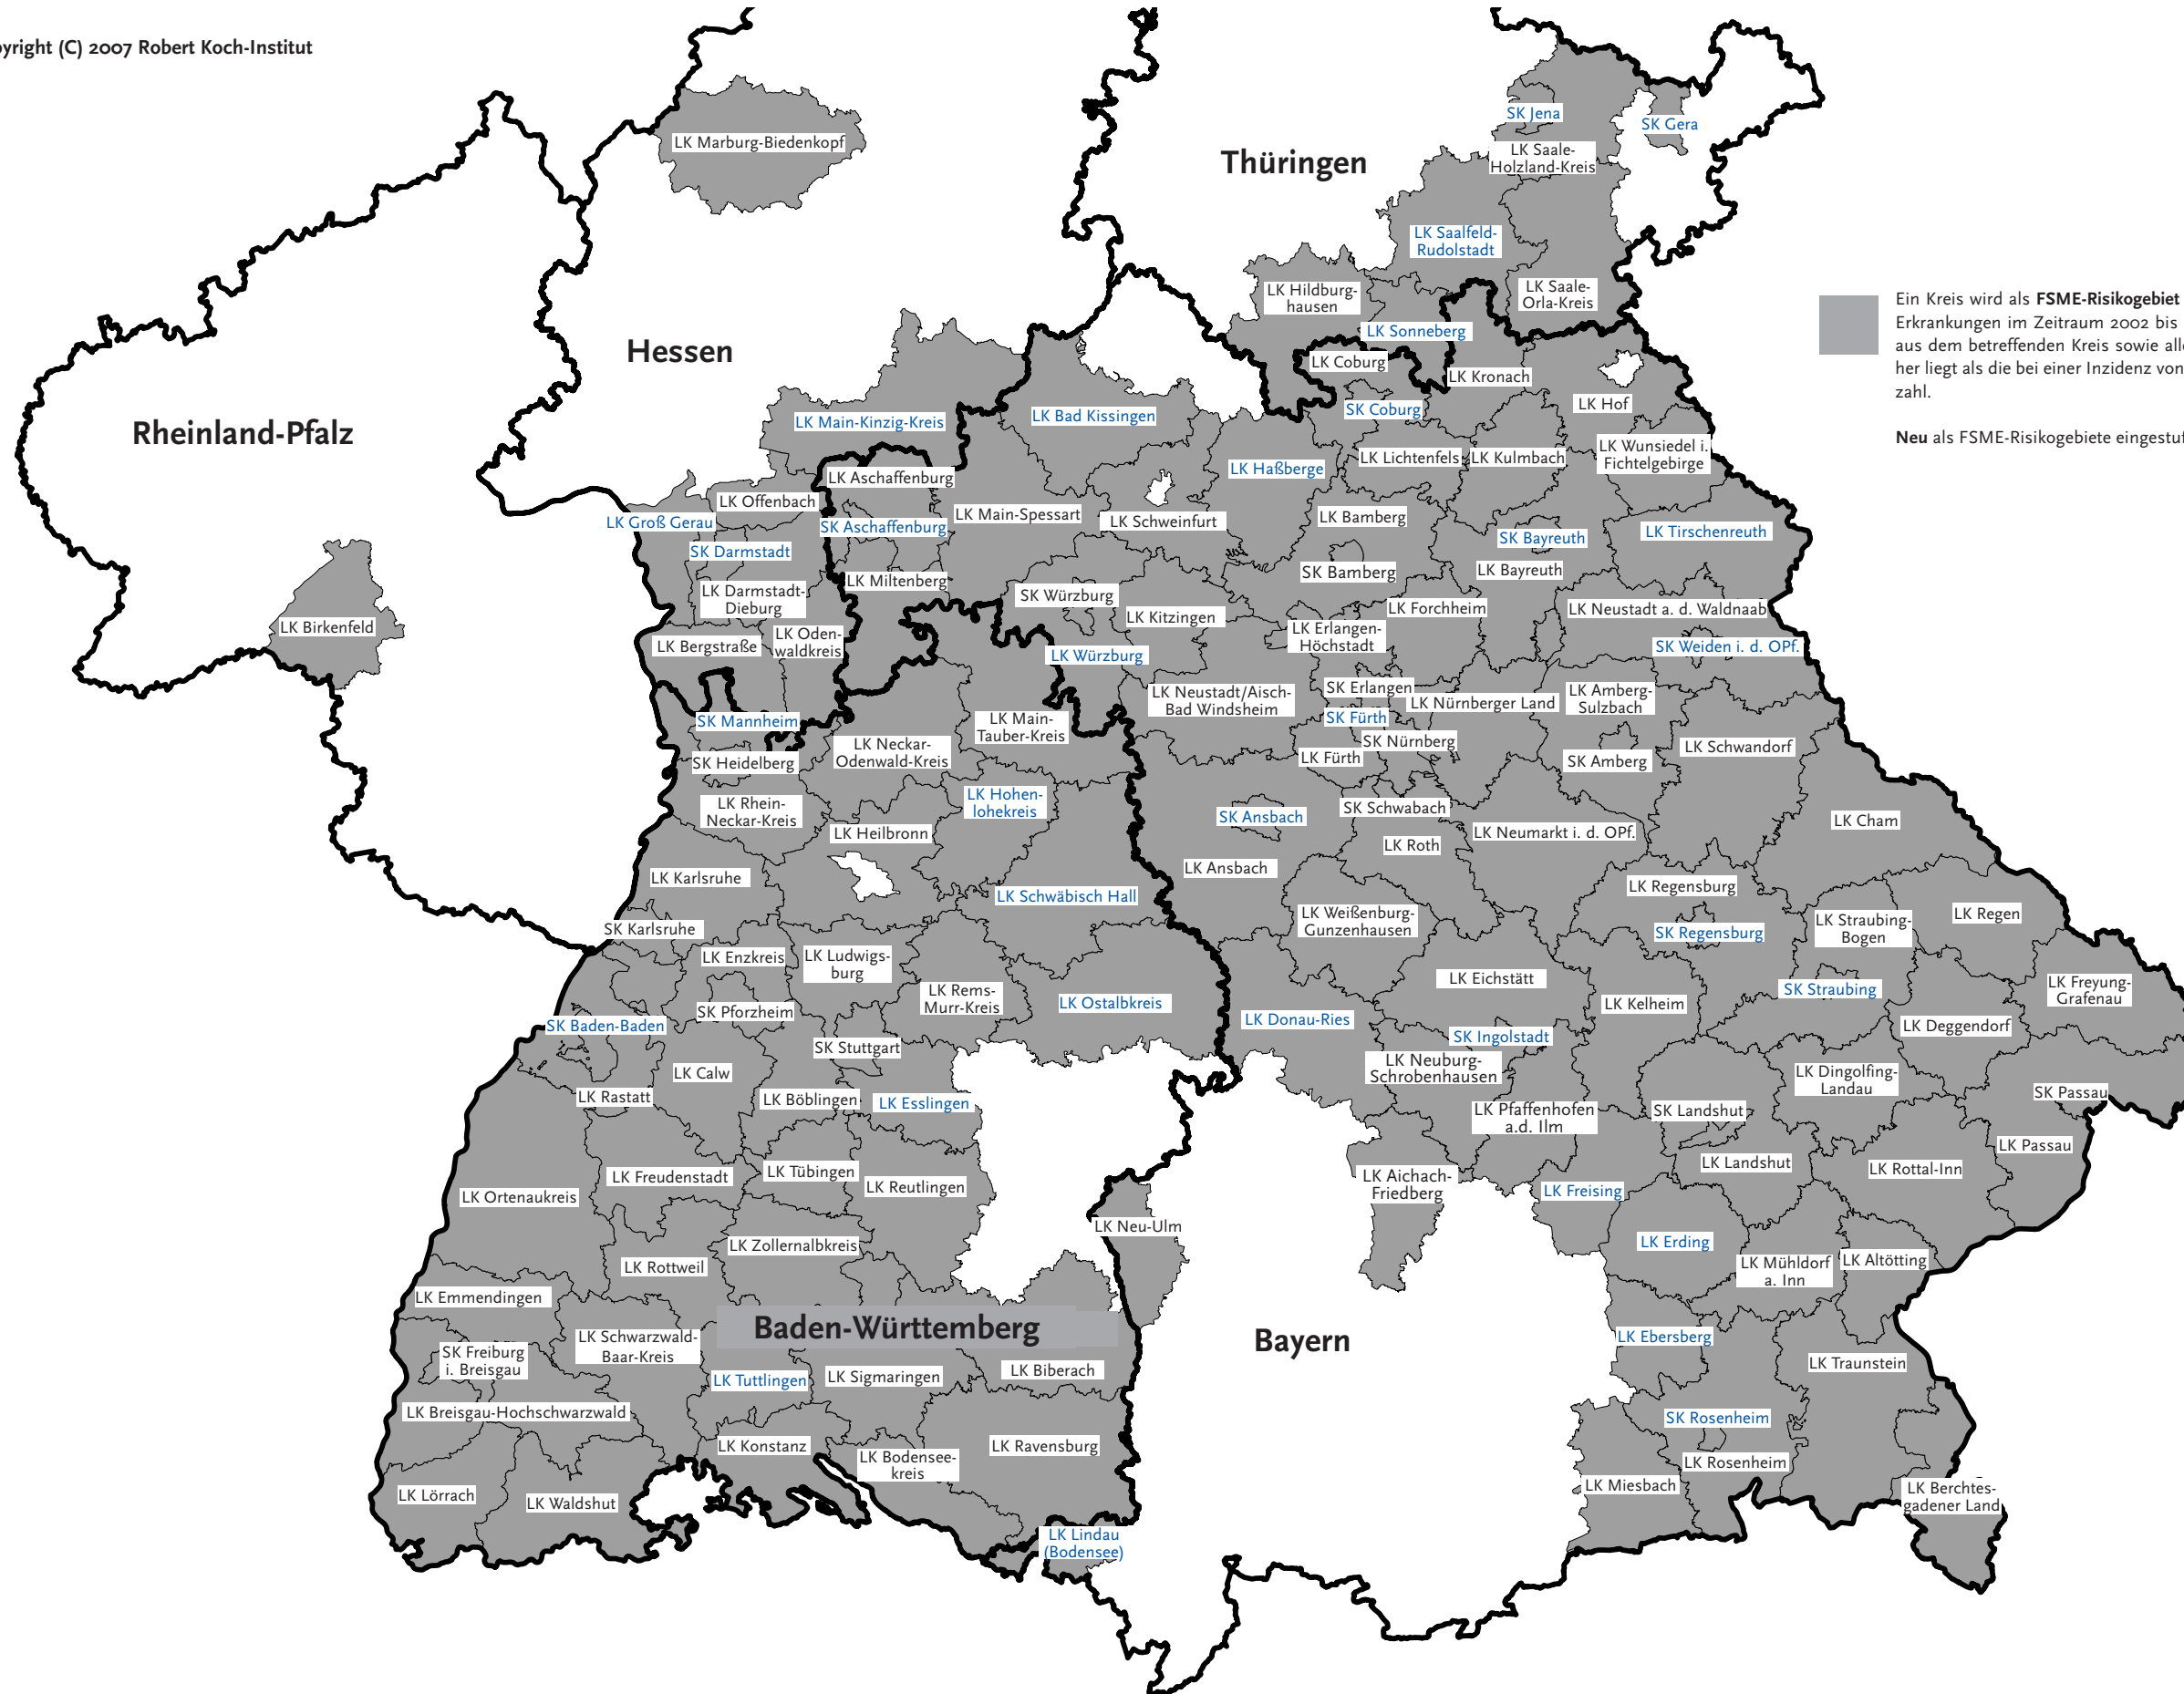 pyright (C) 2007 Robert Koch-Institut
SK Jena
SK Gera
LK Marburg-Biedenkopf
Thüringen
LK Saale-
Holzland-Kreis
LK Saalfeld-
Rudolstadt
LK Hildburg-
hausen
LK Saale-
Orla-Kreis
Ein Kreis wird als FSME-Risikogebiet
Erkrankungen im Zeitraum 2002 bis
aus dem betreffenden Kreis sowie all
her liegt als die bei einer Inzidenz von
zahl.
Neu als FSME-Risikogebiete eingestuf
LK Sonneberg
Hessen
LK Coburg
LK Kronach
SK Coburg
LK Hof
Rheinland-Pfalz
LK Main-Kinzig-Kreis
LK Bad Kissingen
LK Haßberge
LK Lichtenfels
LK Kulmbach
LK Wunsiedel i.
Fichtelgebirge
LK Aschaffenburg
LK Offenbach
LK Groß Gerau
SK Aschaffenburg
LK Main-Spessart
LK Schweinfurt
LK Bamberg
SK Bayreuth
LK Tirschenreuth
SK Darmstadt
LK Miltenberg
SK Bamberg
LK Bayreuth
LK Darmstadt-
Dieburg
SK Würzburg
LK Kitzingen
LK Forchheim
LK Neustadt a. d. Waldnaab
LK Birkenfeld
LK Bergstraße
LK Oden-
waldkreis
LK Würzburg
LK Erlangen-
Höchstadt
SK Weiden i. d. OPf.
LK Neustadt/Aisch-
Bad Windsheim
SK Erlangen
LK Nürnberger Land
LK Amberg-
Sulzbach
SK Mannheim
LK Main-
Tauber-Kreis
SK Fürth
SK Nürnberg
LK Neckar-
Odenwald-Kreis
LK Fürth
SK Amberg
LK Schwandorf
SK Heidelberg
LK Rhein-
Neckar-Kreis
LK Hohen-
lohekreis
SK Ansbach
SK Schwabach
LK Cham
LK Heilbronn
LK Neumarkt i. d. OPf.
LK Roth
LK Karlsruhe
LK Ansbach
LK Schwäbisch Hall
LK Regensburg
SK Karlsruhe
LK Weißenburg-
Gunzenhausen
SK Regensburg
LK Straubing-
Bogen
LK Regen
LK Enzkreis
LK Ludwigs-
burg
LK Eichstätt
LK Rems-
Murr-Kreis
LK Ostalbkreis
LK Kelheim
SK Straubing
LK Freyung-
Grafenau
SK Pforzheim
SK Baden-Baden
LK Donau-Ries
SK Ingolstadt
LK Deggendorf
SK Stuttgart
LK Neuburg-
Schrobenhausen
LK Calw
LK Dingolfing-
Landau
LK Rastatt
LK Böblingen
LK Esslingen
LK Pfaffenhofen
a.d. Ilm
SK Landshut
SK Passau
LK Freudenstadt
LK Tübingen
LK Reutlingen
LK Aichach-
Friedberg
LK Landshut
LK Rottal-Inn
LK Passau
LK Ortenaukreis
LK Freising
LK Neu-Ulm
LK Zollernalbkreis
LK Erding
LK Rottweil
LK Mühldorf
a. Inn
LK Altötting
LK Emmendingen
Baden-Württemberg
Bayern
LK Ebersberg
SK Freiburg
i. Breisgau
LK Schwarzwald-
Baar-Kreis
LK Tuttlingen
LK Sigmaringen
LK Biberach
LK Traunstein
LK Breisgau-Hochschwarzwald
SK Rosenheim
LK Konstanz
LK Bodensee-
kreis
LK Ravensburg
LK Rosenheim
LK Lörrach
LK Waldshut
LK Miesbach
LK Berchtes-
gadener Land
LK Lindau
(Bodensee)